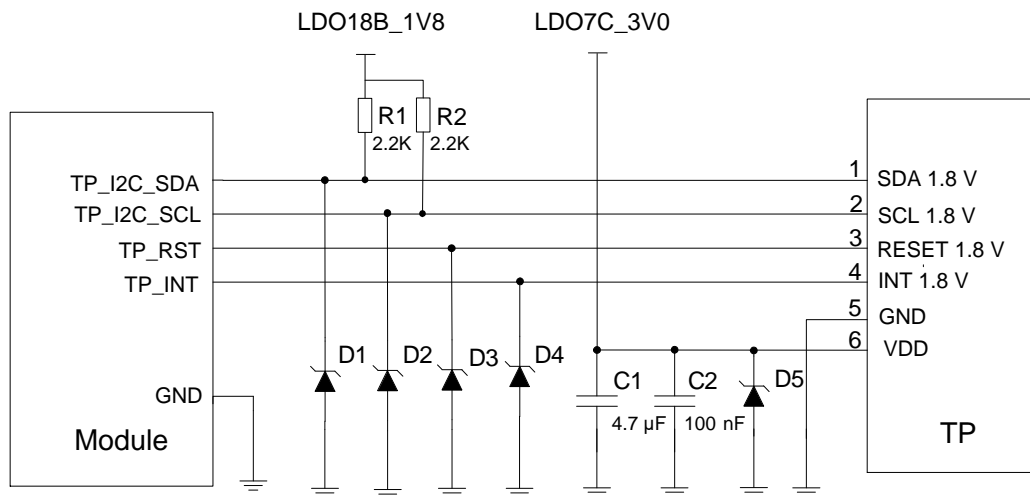 LDO18B_1V8
LDO7C_3V0
R1
R2
2.2K
2.2K
TP_I2C_SDA
1
SDA 1.8 V
TP_I2C_SCL
2
SCL 1.8 V
TP_RST
3
RESET 1.8 V
TP_INT
4
INT 1.8 V
5
GND
6
VDD
D1
D2
D3
D4
C1
C2
D5
GND
4.7 µF
100 nF
Module
TP